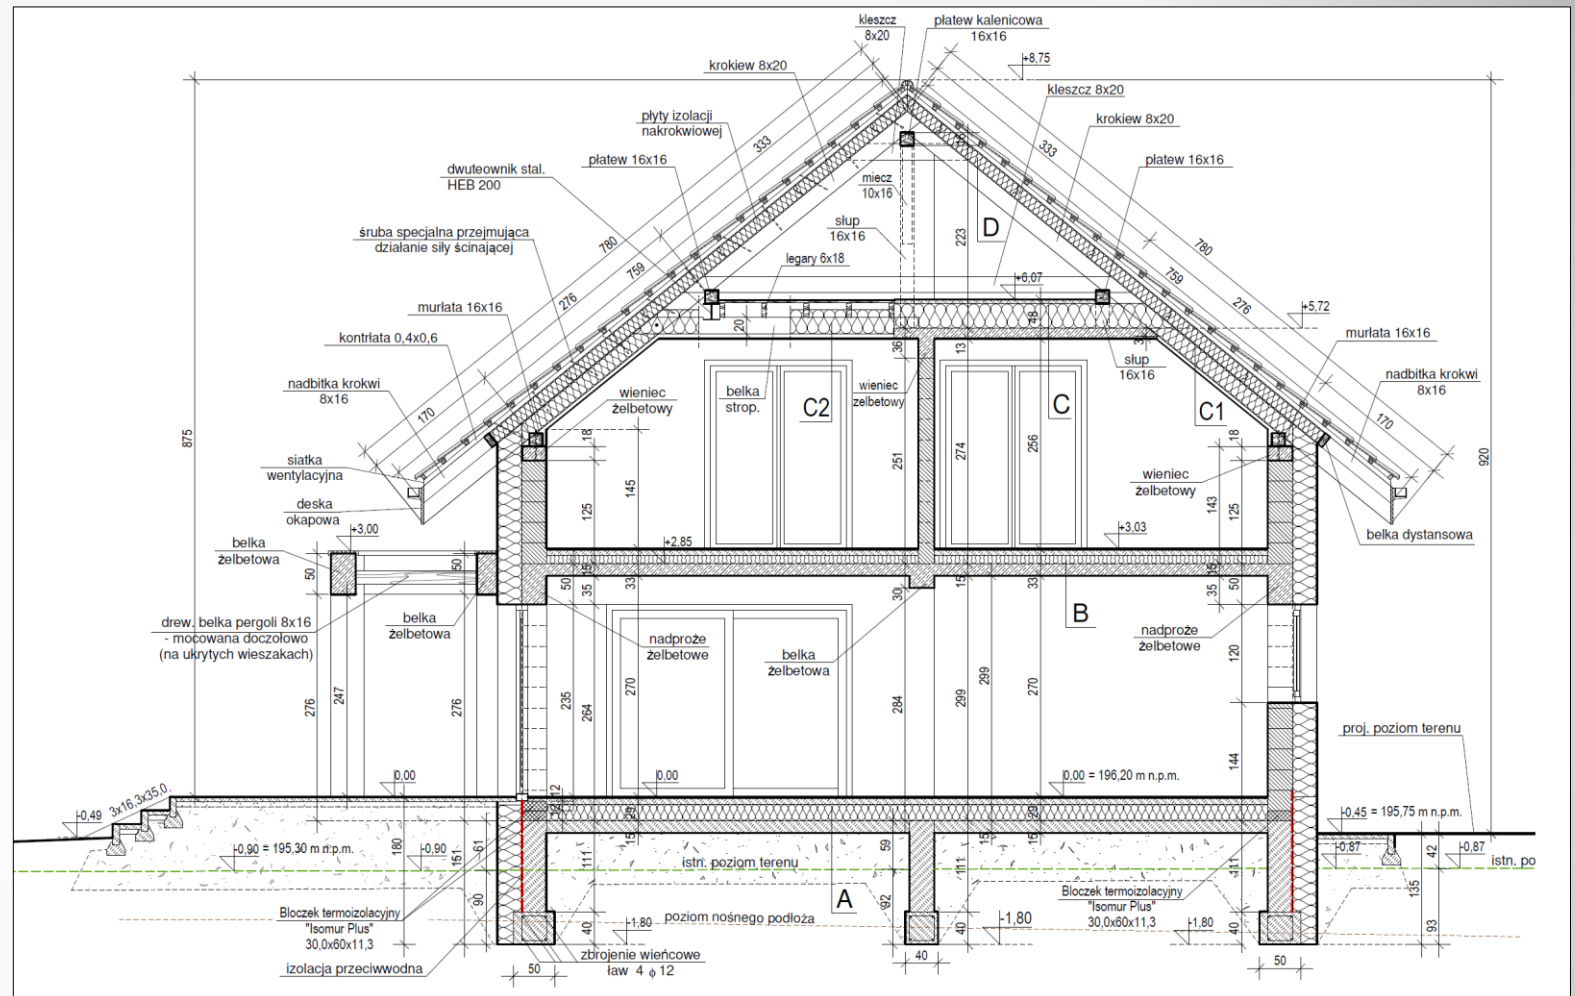 kleszcz
8x20
płatew kalenicowa
16x16
+8,75
krokiew 8x20
kleszcz 8x20
płyty izolacji
nakrokwiowej
krokiew 8x20
333
333
16
dwuteownik stal.
HEB 200
płatew 16x16
płatew 16x16
miecz
10x16
śruba specjalna przejmująca
działanie siły ścinającej
słup
16x16
223
D
780
759
276
780
759
276
legary 6x18
+6,07
murłata 16x16
+5,72
kontrłata 0,4x0,6
20
48
36
13
murłata 16x16
nadbitka krokwi
8x16
słup
16x16
nadbitka krokwi
8x16
wieniec
żelbetowy
belka
strop.
C2
wieniec
zelbetowy
C
C1
170
170
875
920
18
18
siatka
wentylacyjna
145
125
251
274
256
wieniec
żelbetowy
143
125
deska
okapowa
+3,00
belka
żelbetowa
+2,85
+3,03
belka dystansowa
50
50
50
35
15
33
30
15
33
15
35
50
B
drew. belka pergoli 8x16
- mocowana doczołowo
(na ukrytych wieszakach)
belka
żelbetowa
nadproże
żelbetowe
belka
żelbetowa
nadproże
żelbetowe
120
276
247
276
235
264
270
284
299
299
270
144
proj. poziom terenu
0,00
0,00
0,00 = 196,20 m n.p.m.
3x16,3x35,0
-0,49
12
12
29
29
-0,45 = 195,75 m n.p.m.
-0,90 = 195,30 m n.p.m.
-0,90
180
151
61
15
59
15
15
-0,87
42
-0,87
111
istn. poziom terenu
111
111
111
istn. po
90
92
135
93
A
Bloczek termoizolacyjny
"Isomur Plus"
30,0x60x11,3
poziom nośnego podłoża
Bloczek termoizolacyjny
"Isomur Plus"
30,0x60x11,3
40
-1,80
-1,80
40
-1,80
40
izolacja przeciwwodna
zbrojenie wieńcowe
ław 4 ϕ 12
50
40
50